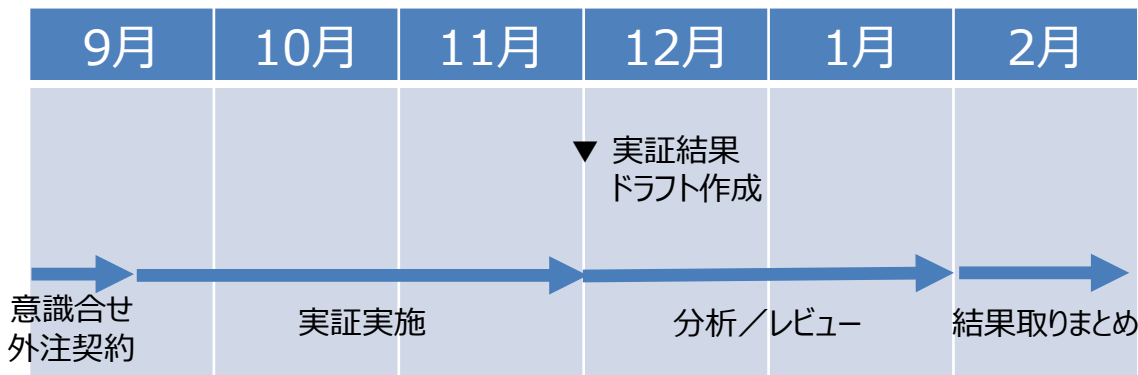 9月 10月 11月 12月 1月 2月
▼ 実証結果
ドラフト作成
意識合せ
外注契約
実証実施
分析／レビュー
結果取りまとめ